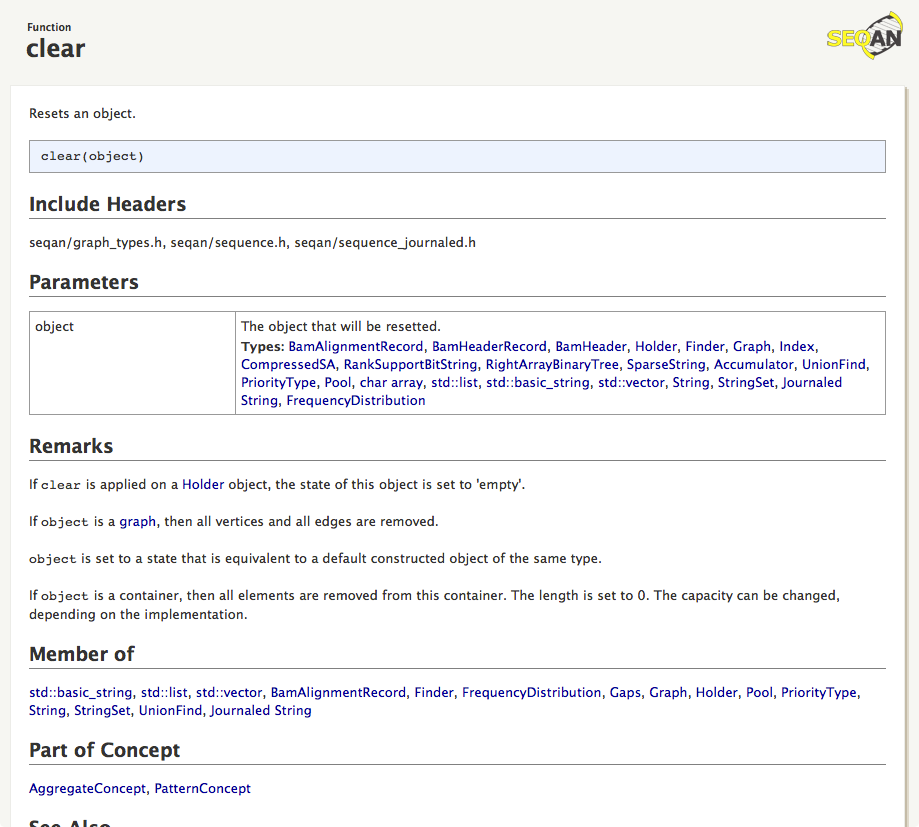 Function
clear
SEQAN
Resets an object.
clear(object)
Include Headers
seqan/graph_types.h, seqan/sequence.h, seqan/sequence_journaled.h
Parameters
object
The object that will be resetted.
Types: BamAlignmentRecord, BamHeaderRecord, BamHeader, Holder, Finder, Graph, Index,
CompressedSA, RankSupportBitString, RightArrayBinaryTree, SparseString, Accumulator, UnionFind,
PriorityType, Pool, char array, std::list, std::basic_string, std::vector, String, StringSet, Journaled
String, FrequencyDistribution
Remarks
If clear is applied on a Holder object, the state of this object is set to 'empty'.
If object is a graph, then all vertices and all edges are removed.
object is set to a state that is equivalent to a default constructed object of the same type.
If object is a container, then all elements are removed from this container. The length is set to 0. The capacity can be changed,
depending on the implementation.
Member of
std::basic_string, std::list, std::vector, BamAlignmentRecord, Finder, FrequencyDistribution, Gaps, Graph, Holder, Pool, PriorityType,
String, StringSet, UnionFind, Journaled String
Part of Concept
AggregateConcept, PatternConcept
See Also